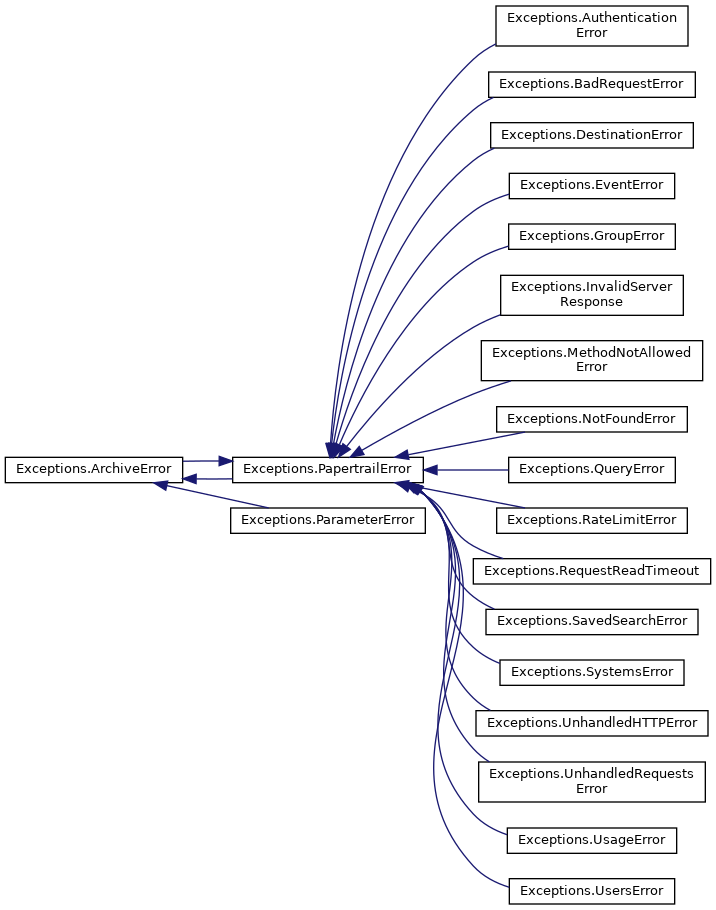 Exceptions.Authentication
Error
Exceptions.BadRequestError
Exceptions.DestinationError
Exceptions.EventError
Exceptions.GroupError
Exceptions.InvalidServer
Response
Exceptions.MethodNotAllowed
Error
Exceptions.NotFoundError
Exceptions.ArchiveError
Exceptions.PapertrailError
Exceptions.QueryError
Exceptions.ParameterError
Exceptions.RateLimitError
Exceptions.RequestReadTimeout
Exceptions.SavedSearchError
Exceptions.SystemsError
Exceptions.UnhandledHTTPError
Exceptions.UnhandledRequests
Error
Exceptions.UsageError
Exceptions.UsersError